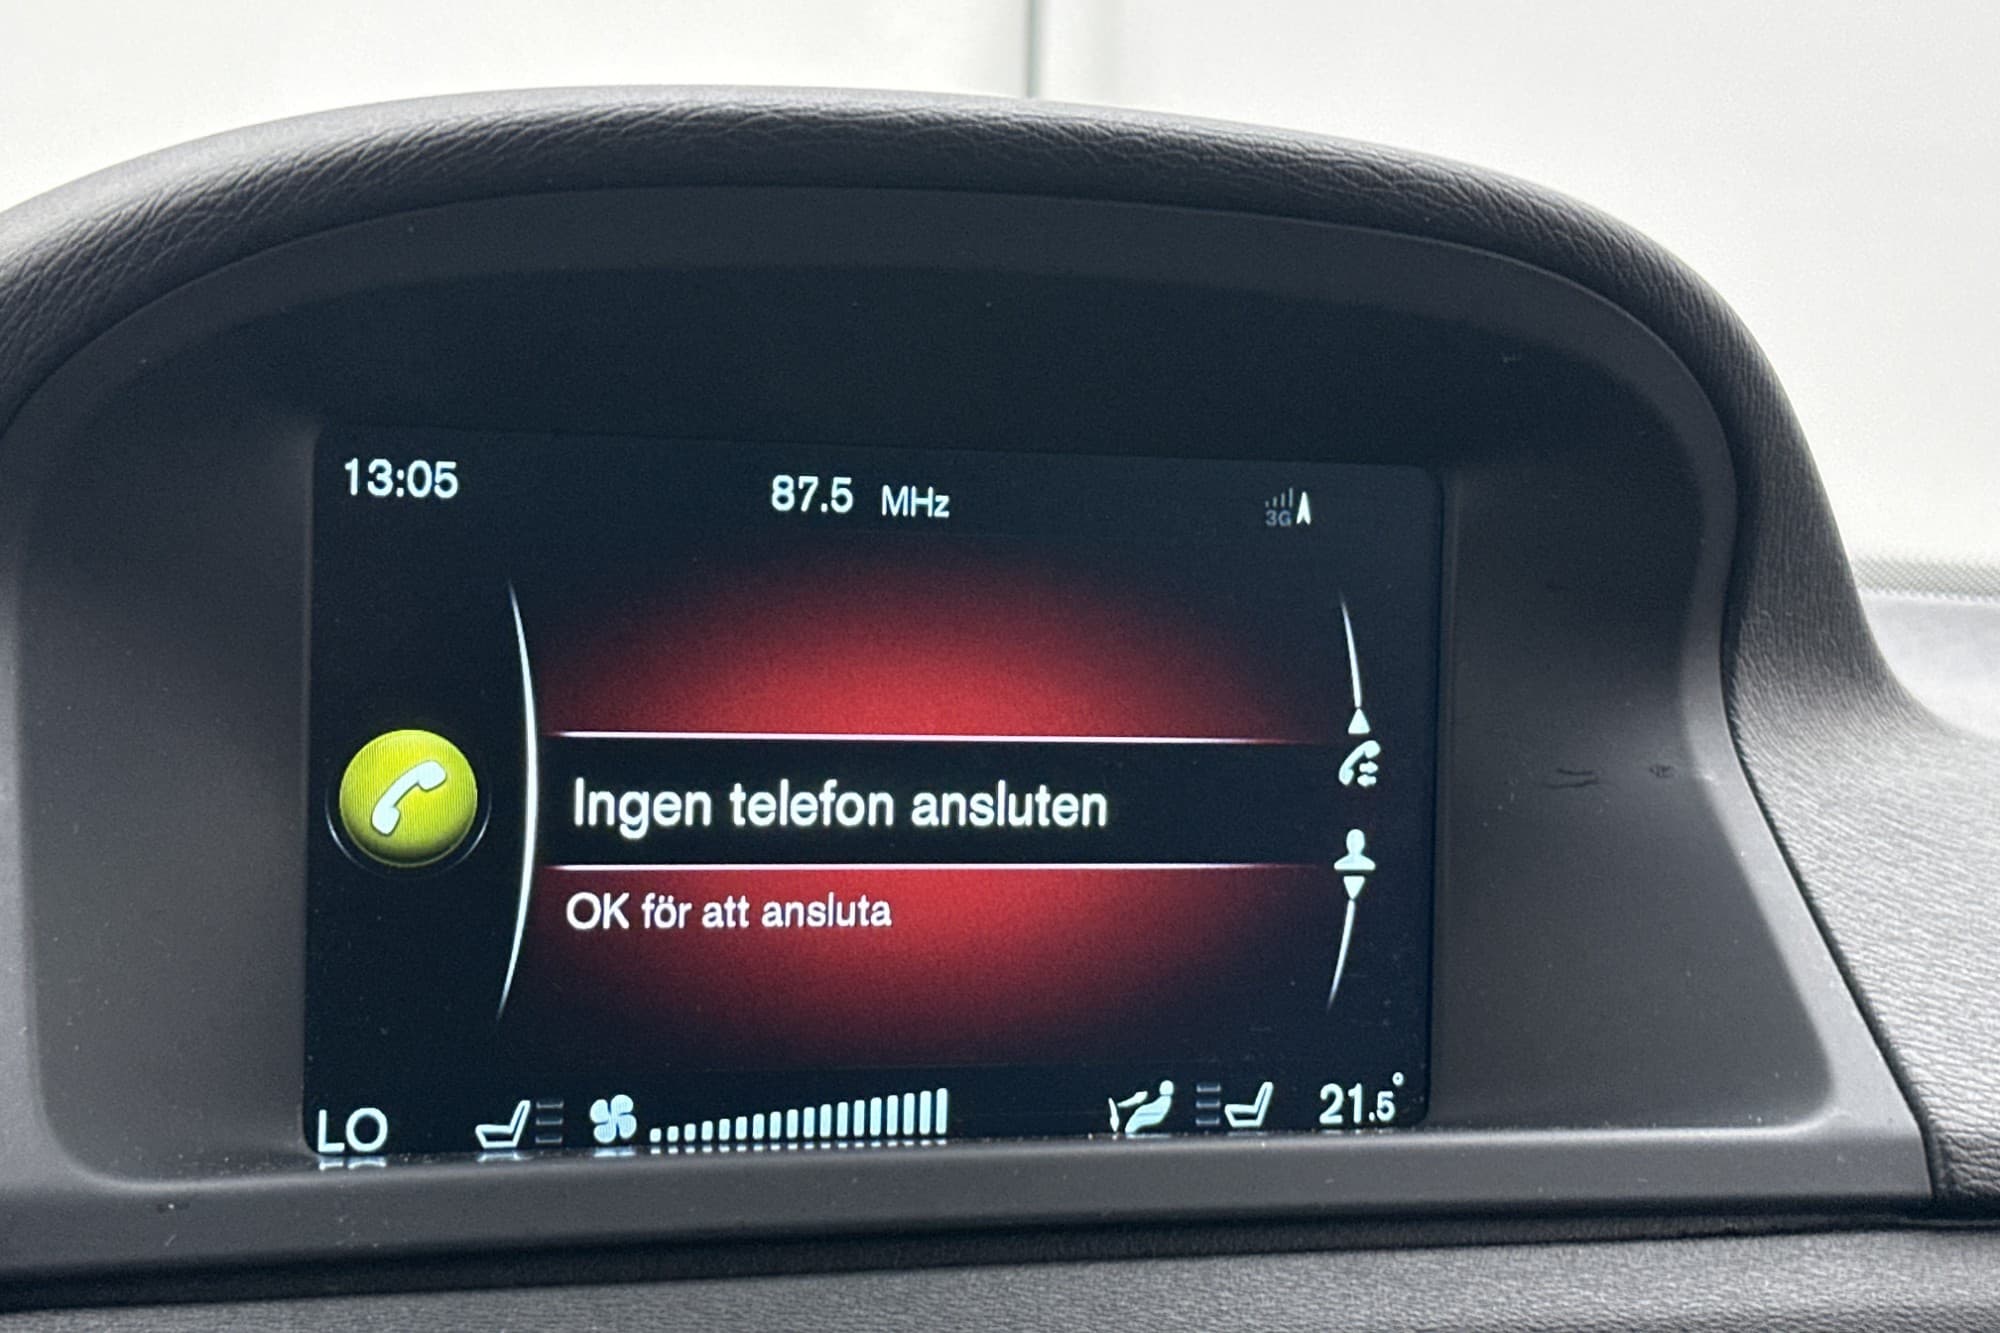 13:05
87.5 MHz
3G
Ingen telefon ansluten
OK för att ansluta
LO
21.5°